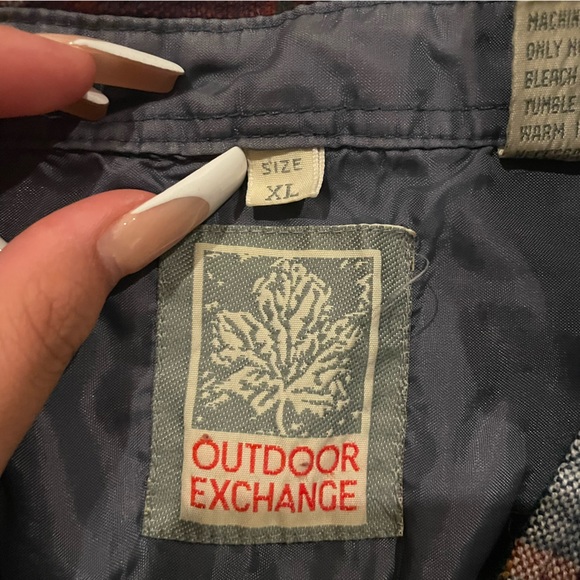 MACHIN
ONLY N
BLEACH
TUMBLE
WARM
SIZE
XL
OUTDOOR
EXCHANGE